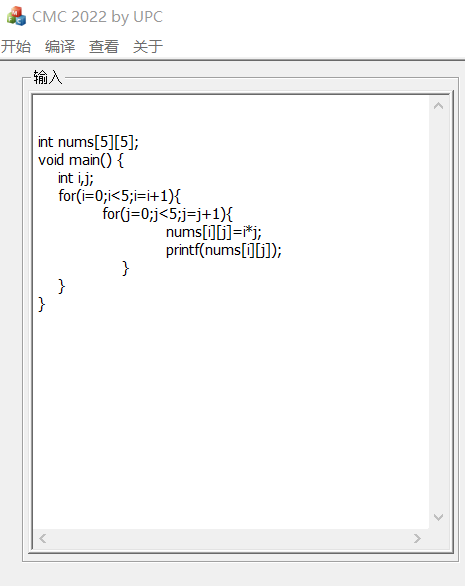 CMC 2022 by UPC
开始 编译 查看 关于
输入
int nums[5][5];
void main() {
int i,j;
for(i=0;i<5;i=i+1){
for(j=0;j<5;j=j+1){
nums[i][j]=i*j;
printf(nums[i][j]);
}
}
}